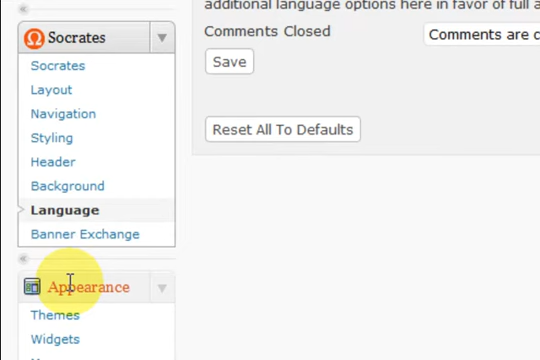 additional language options here in favor of full
Socrates
Comments Closed
Comments are
Socrates
Save
Layout
Navigation
Styling
Reset All To Defaults
Header
Background
Language
Banner Exchange
Appearance
Themes
Widgets